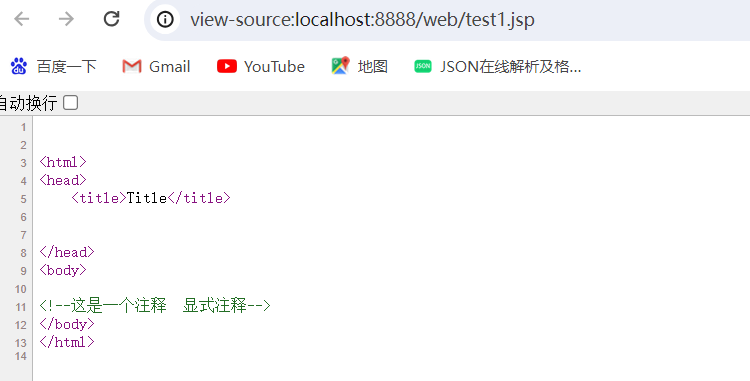 view-source:localhost:8888/web/test1.jsp
百度一下 Gmail YouTube 地图 JSON JSON在线解析及格...
自动换行
1
2
3 <html>
4 <head>
5 <title>Title</title>
6
7
8 </head>
9 <body>
10
11 <!--这是一个注释  显式注释-->
12 </body>
13 </html>
14